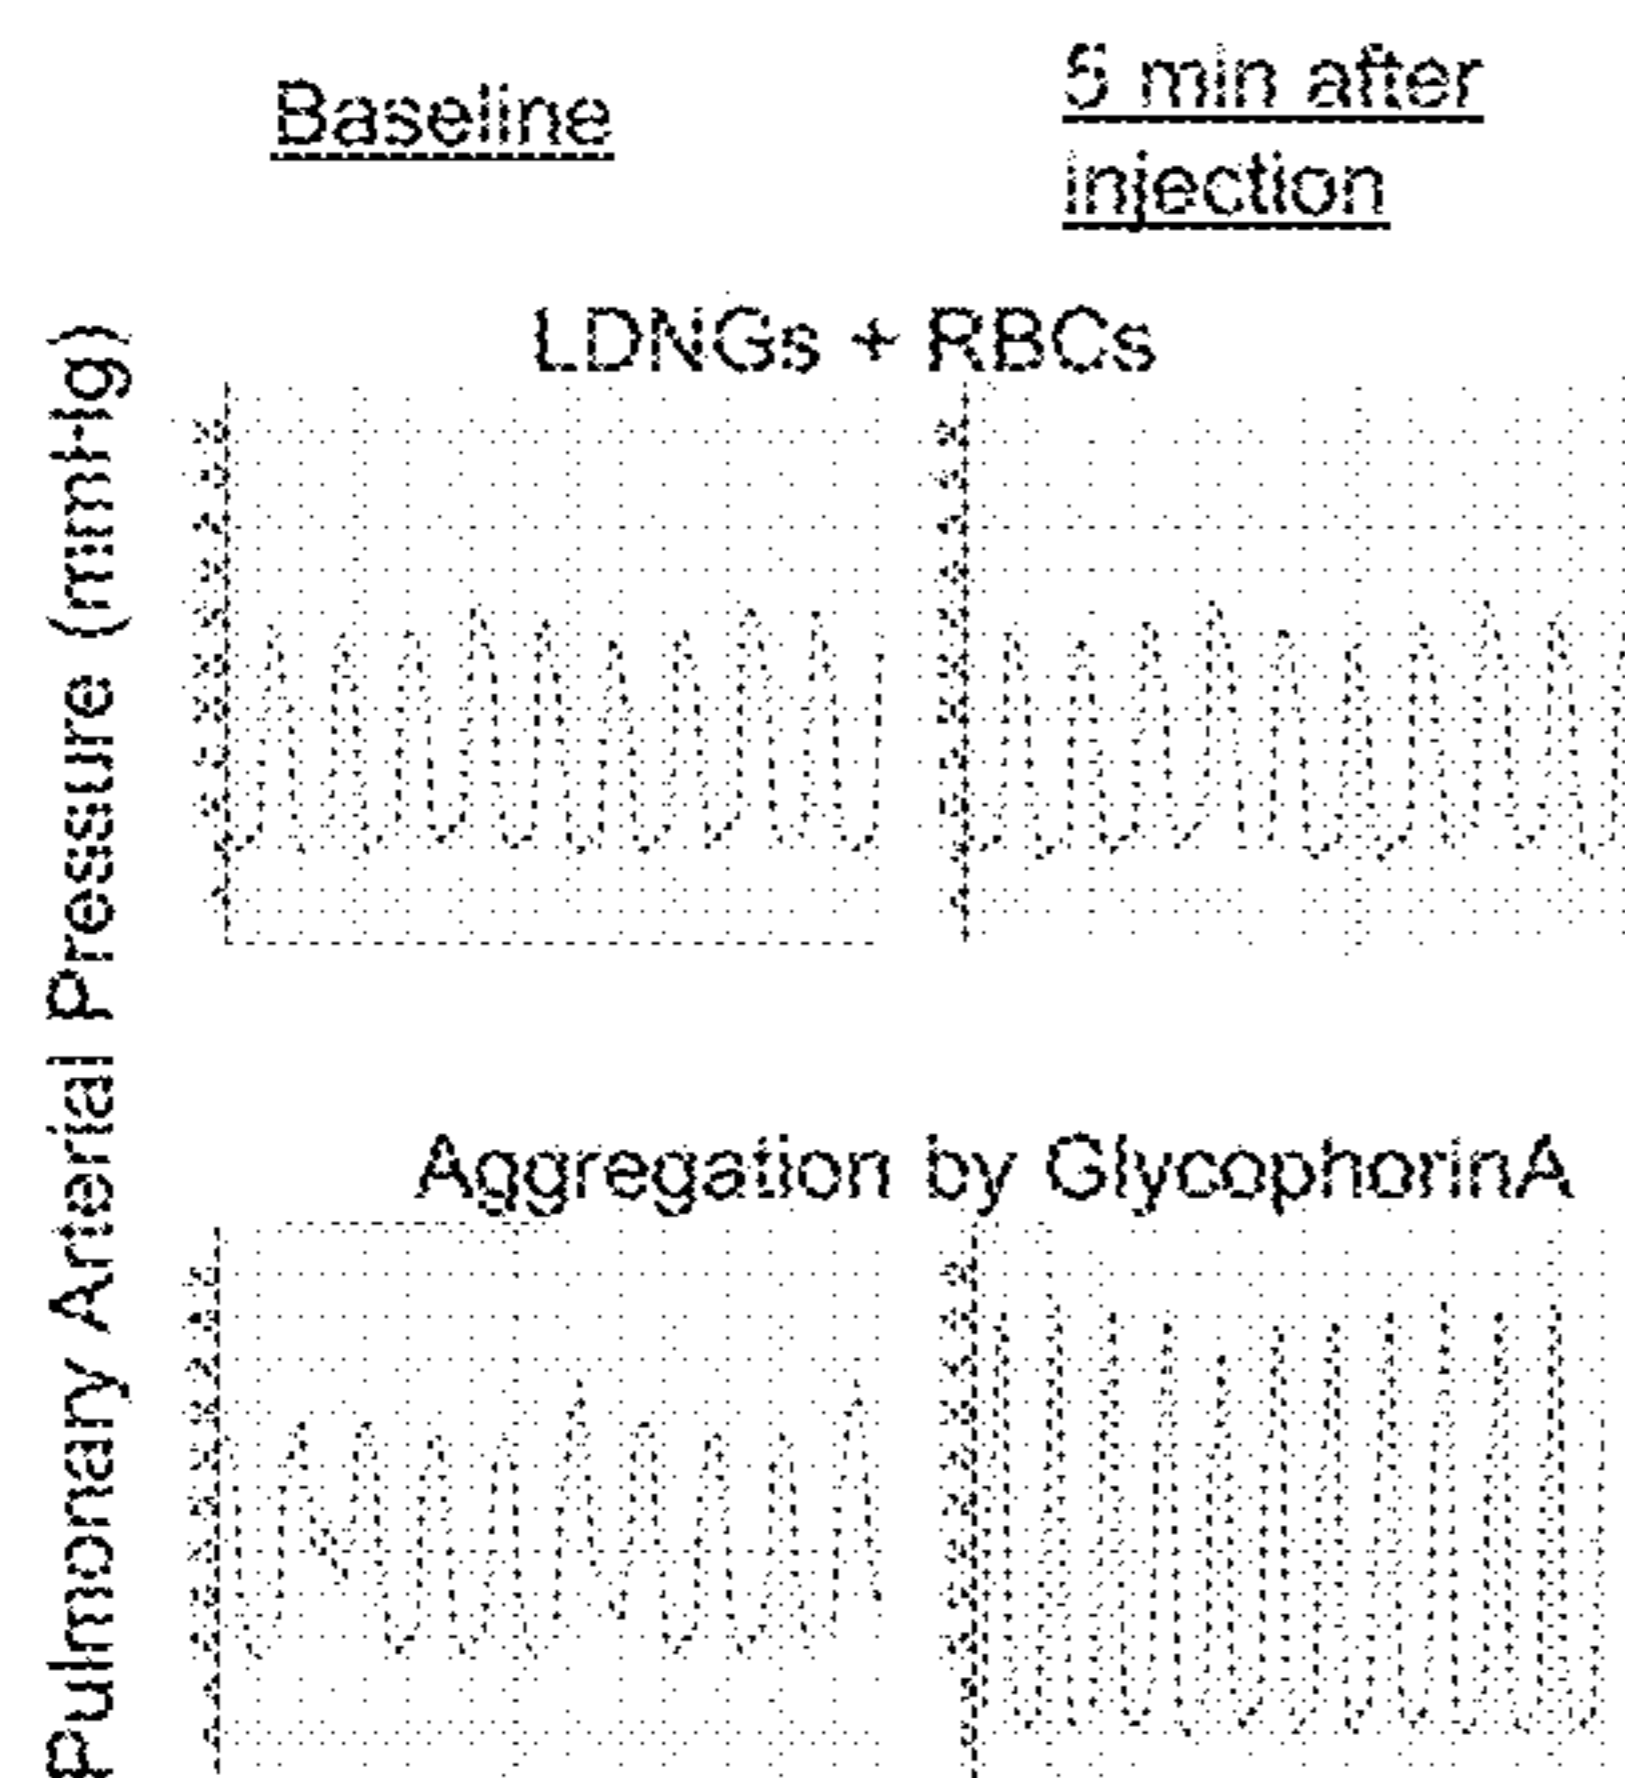 Baseline
5 min after
injection
Pulmonary Arterial Pressure (mmHg)
LDNGs + RBCs
Aggregation by GlycophorinA